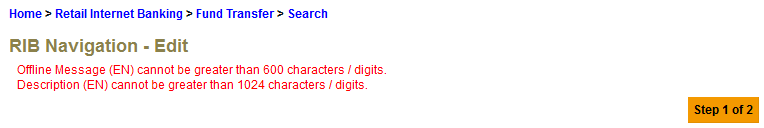 Home > Retail Internet Banking > Fund Transfer > Search
RIB Navigation - Edit
Offline Message (EN) cannot be greater than 600 characters / digits.
Description (EN) cannot be greater than 1024 characters / digits.
Step 1 of 2